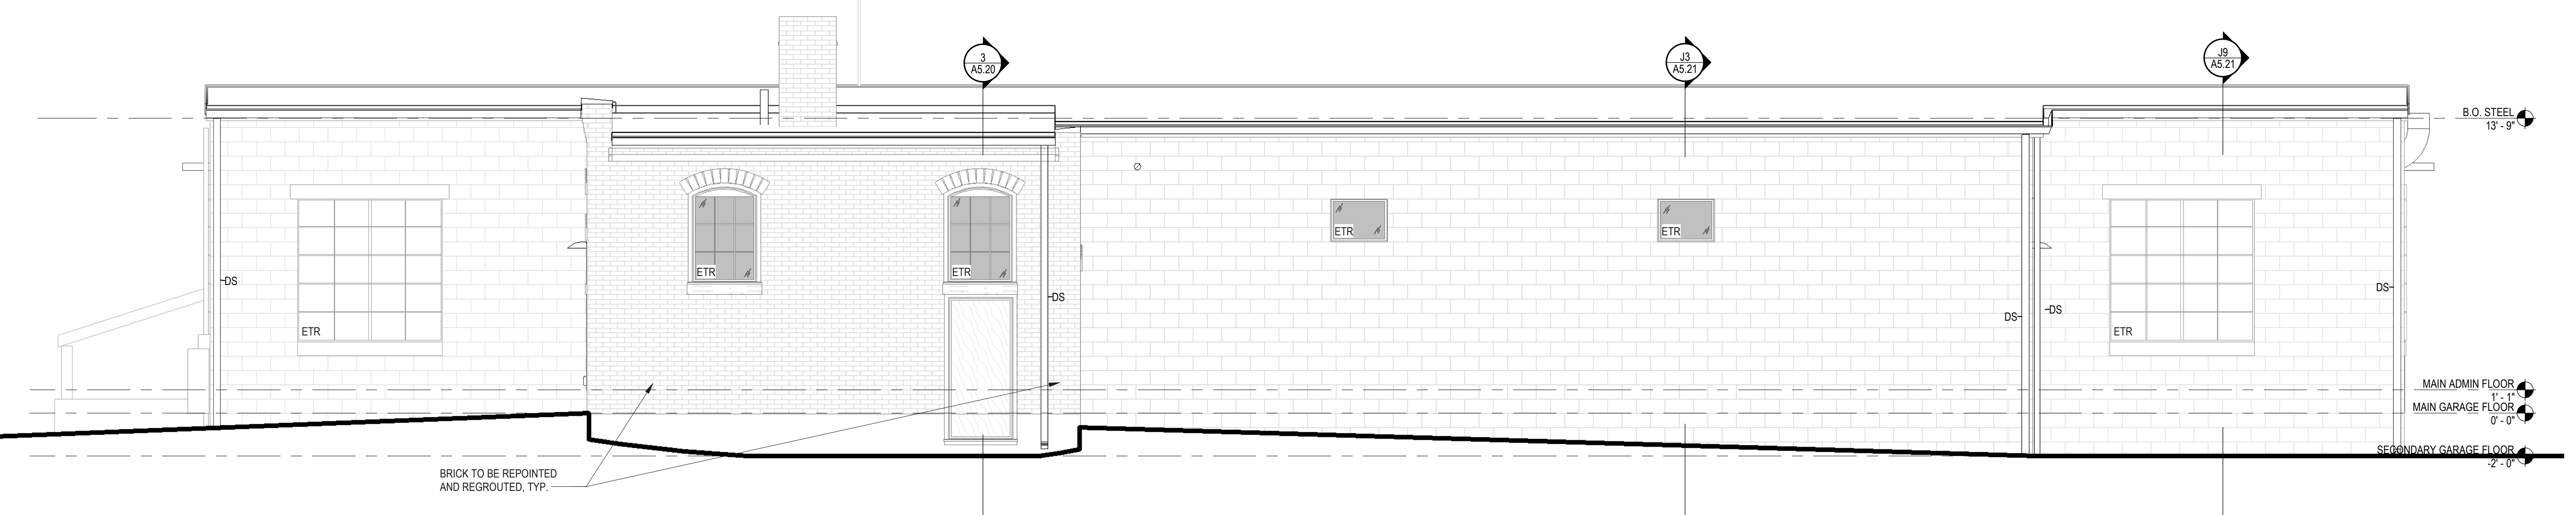 3
A5.20
J3
A5.21
J9
A5.21
B.O. STEEL
13' - 9"
ETR
ETR
ETR
ETR
ETR
ETR
DS
DS
DS
DS
DS
MAIN ADMIN FLOOR
1' - 1"
MAIN GARAGE FLOOR
0' - 0"
SECONDARY GARAGE FLOOR
-2' - 0"
BRICK TO BE REPOINTED
AND REGROUTED, TYP.